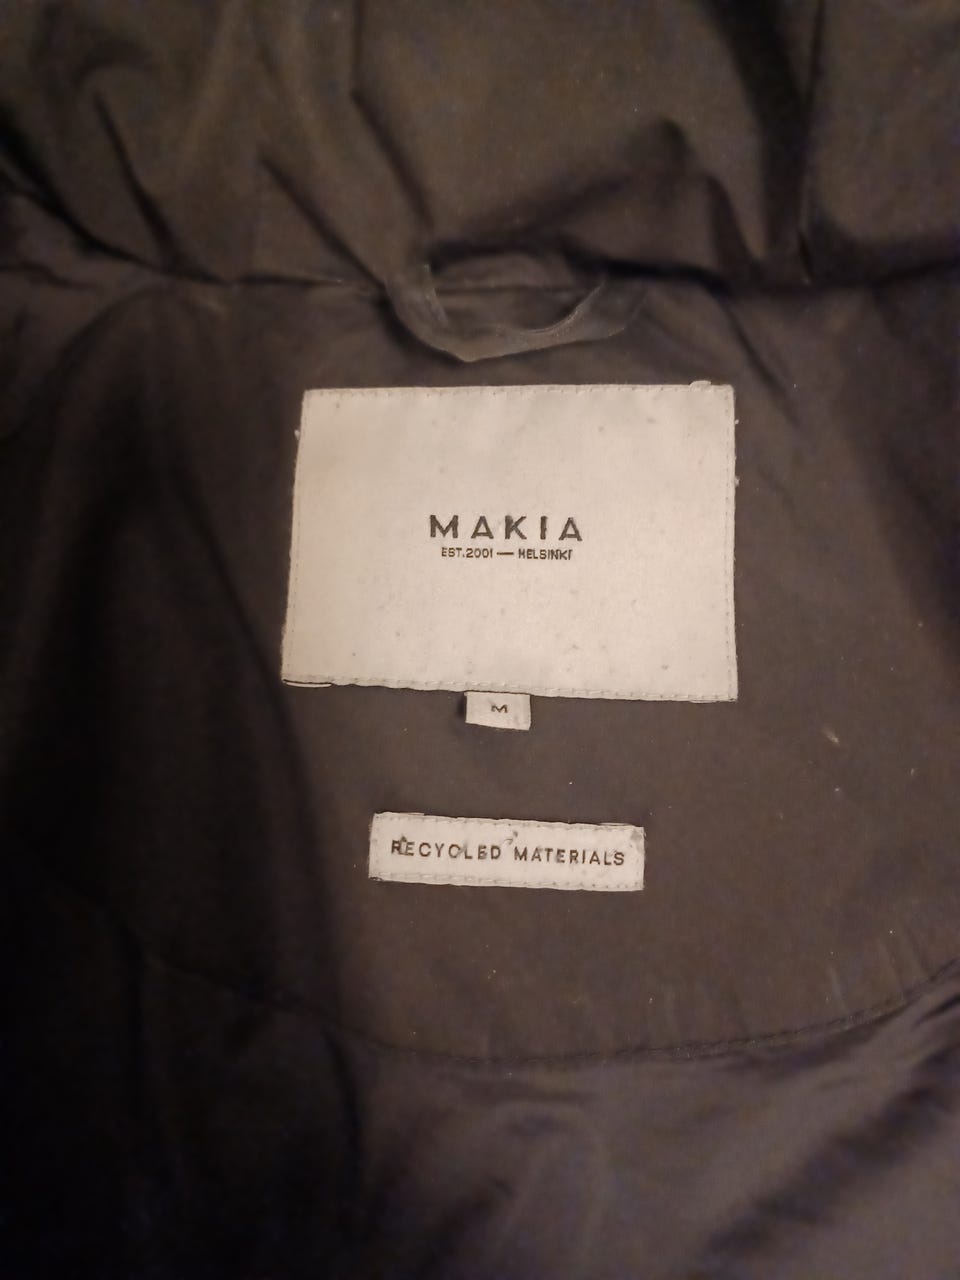 MAKIA
EST.2001 — HELSINKI
M
RECYCLED MATERIALS